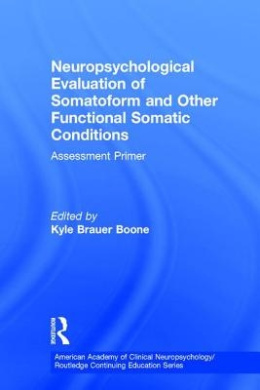 Neuropsychological
Evaluation of
Somatoform and Other
Functional Somatic
Conditions
Assessment Primer
Edited by
Kyle Brauer Boone
ROUTLEDGE
American Academy of Clinical Neuropsychology/
Routledge Continuing Education Series